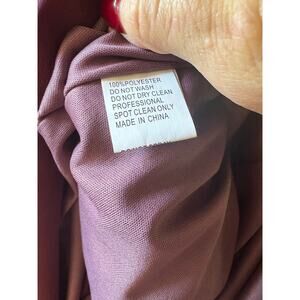 100%POLYESTER
DO NOT WASH
DO NOT DRY CLEAN
PROFESSIONAL
SPOT CLEAN ONLY
MADE IN CHINA